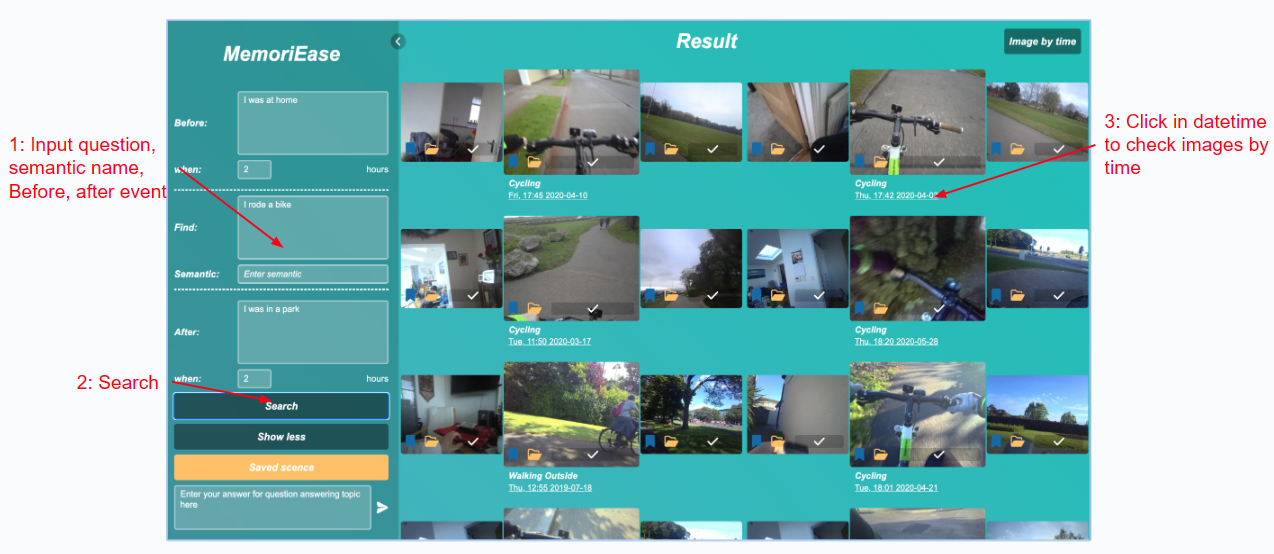 MemoriEase
Result
Image by time
Before:
I was at home
when:
2
hours
Find:
I rode a bike
Semantic:
Enter semantic
After:
I was in a park
when:
2
hours
Search
Show less
Saved scence
Enter your answer for question answering topic
here
1: Input question,
semantic name,
Before, after event
2: Search
3: Click in datetime
to check images by
time
Cycling
Fri, 17:45 2020-04-10
Cycling
Thu, 17:42 2020-04-
Cycling
Tue, 11:50 2020-03-17
Cycling
Thu, 18:20 2020-05-28
Walking Outside
Thu, 12:55 2019-07-18
Cycling
Tue, 18:01 2020-04-21